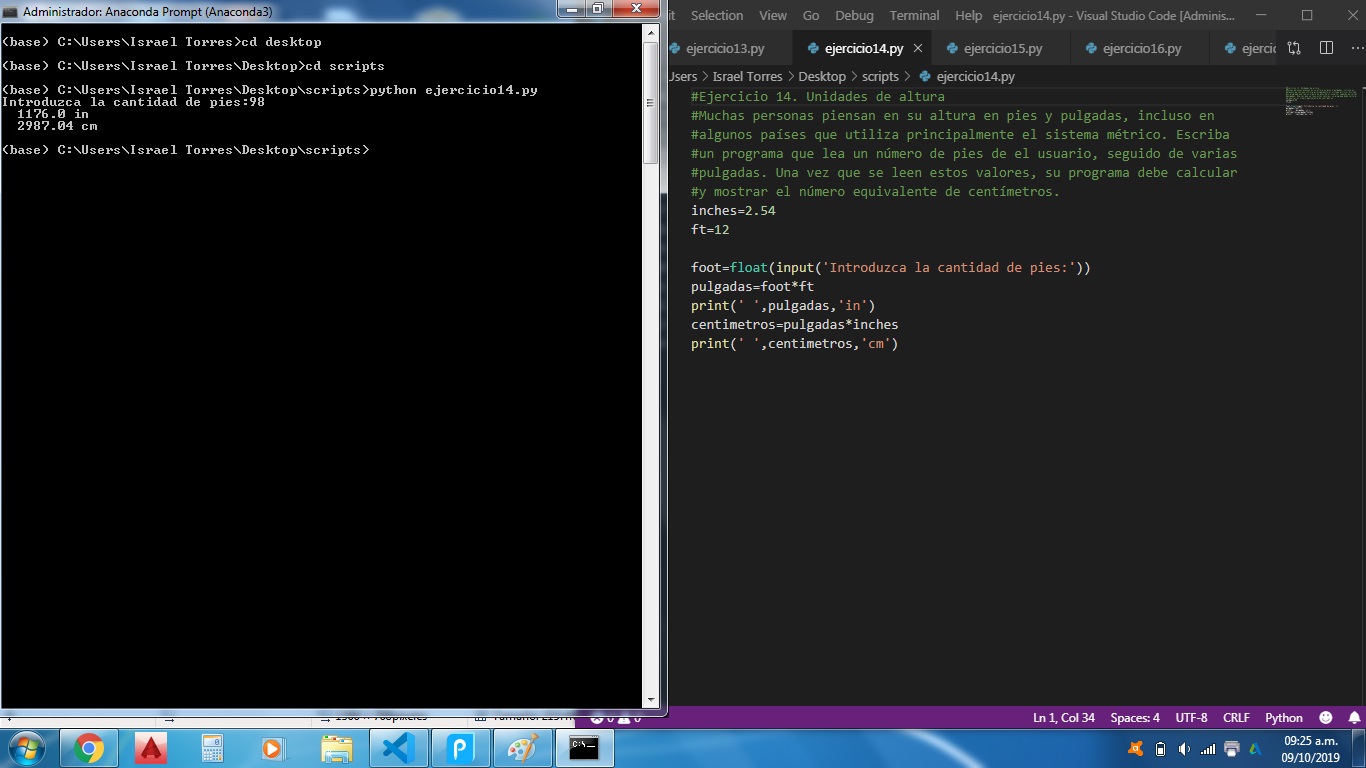 Administrador: Anaconda Prompt (Anaconda3)
(base) C:\Users\Israel Torres>cd desktop
(base) C:\Users\Israel Torres\Desktop>cd scripts
(base) C:\Users\Israel Torres\Desktop\scripts>python ejercicio14.py
Introduzca la cantidad de pies:98
1176.0 in
2987.04 cm
(base) C:\Users\Israel Torres\Desktop\scripts>
it Selection View Go Debug Terminal Help ejercicio14.py - Visual Studio Code [Adminis...
ejercicio13.py ejercicio14.py ejercicio15.py ejercicio16.py ejercic
Jsers > Israel Torres > Desktop > scripts > ejercicio14.py
#Ejercicio 14. Unidades de altura
#Muchas personas piensan en su altura en pies y pulgadas, incluso en
#algunos países que utiliza principalmente el sistema métrico. Escriba
#un programa que lea un número de pies de el usuario, seguido de varias
#pulgadas. Una vez que se leen estos valores, su programa debe calcular
#y mostrar el número equivalente de centímetros.
inches=2.54
ft=12
foot=float(input('Introduzca la cantidad de pies:'))
pulgadas=foot*ft
print(' ',pulgadas,'in')
centimetros=pulgadas*inches
print(' ',centimetros,'cm')
Ln 1, Col 34 Spaces: 4 UTF-8 CRLF Python
09:25 a.m.
09/10/2019